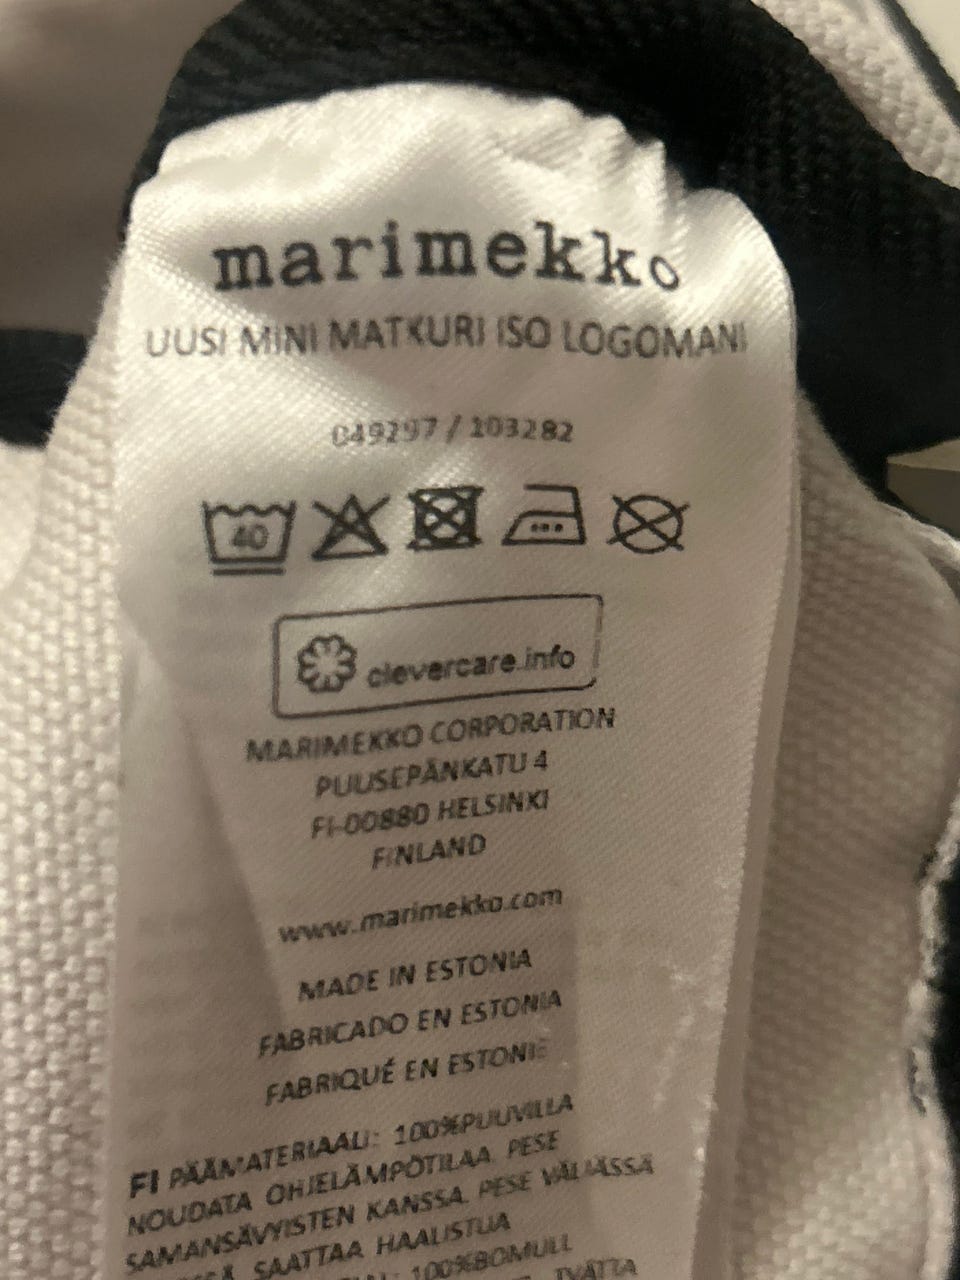 marimekko
UUSI MINI MATKURI ISO LOGOMANI
049297 / 103282
40
clevercare.info
MARIMEKKO CORPORATION
PUUSEPÄNKATU 4
FI-00880 HELSINKI
FINLAND
www.marimekko.com
MADE IN ESTONIA
FABRICADO EN ESTONIA
FABRIQUÉ EN ESTONIE
FI PÄÄMATERIAALI: 100%PUUVILLA
NOUDATA OHJELÄMPÖTILAA. PESE
SAMANSÄVYISTEN KANSSA. PESE VÄLJÄSSÄ
SAATTAA HAALISTUA
100%BOMULL
TVÄTTA